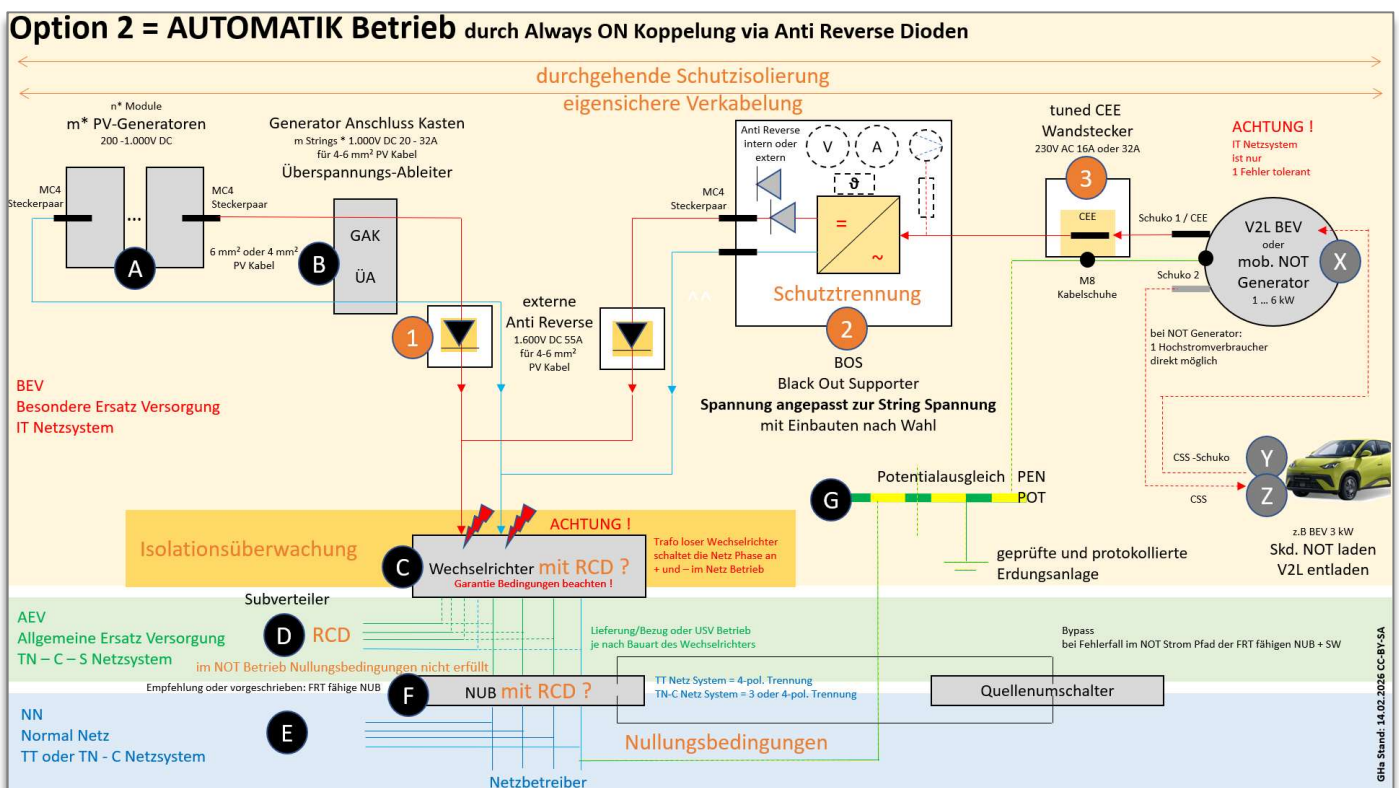 Option 2 = AUTOMATIK Betrieb durch Always ON Koppelung via Anti Reverse Dioden
durchgehende Schutzisolierung
eigensichere Verkabelung
n* Module
m* PV-Generatoren
200 -1.000V DC
MC4
Steckerpaar
MC4
Steckerpaar
...
A
Generator Anschluss Kasten
m Strings * 1.000V DC 20 - 32A
für 4-6 mm² PV Kabel
Überspannungs-Ableiter
6 mm² oder 4 mm²
PV Kabel
B
GAK
ÜA
1
externe
Anti Reverse
1.600V DC 55A
für 4-6 mm²
PV Kabel
MC4
Steckerpaar
Anti Reverse
intern oder
extern
V
A
ϑ
=
~
Schutztrennung
2
BOS
Black Out Supporter
Spannung angepasst zur String Spannung
mit Einbauten nach Wahl
tuned CEE
Wandstecker
230V AC 16A oder 32A
3
CEE
M8
Kabelschuhe
Schuko 1 / CEE
Schuko 2
ACHTUNG !
IT Netzsystem
ist nur
1 Fehler tolerant
V2L BEV
oder
mob. NOT
Generator
1 ... 6 kW
X
bei NOT Generator:
1 Hochstromverbraucher
direkt möglich
CSS -Schuko
Y
CSS
Z
z.B BEV 3 kW
Skd. NOT laden
V2L entladen
BEV
Besondere Ersatz Versorgung
IT Netzsystem
G
Potentialausgleich
PEN
POT
geprüfte und protokollierte
Erdungsanlage
Isolationsüberwachung
ACHTUNG !
C
Wechselrichter mit RCD ?
Garantie Bedingungen beachten !
Trafo loser Wechselrichter
schaltet die Netz Phase an
+ und – im Netz Betrieb
AEV
Allgemeine Ersatz Versorgung
TN – C – S Netzsystem
Subverteiler
D
RCD
im NOT Betrieb Nullungsbedingungen nicht erfüllt
Lieferung/Bezug oder USV Betrieb
je nach Bauart des Wechselrichters
Bypass
bei Fehlerfall im NOT Strom Pfad der FRT fähigen NUB + SW
Empfehlung oder vorgeschrieben: FRT fähige NUB
F
NUB mit RCD ?
TT Netz System = 4-pol. Trennung
TN-C Netz System = 3 oder 4-pol. Trennung
Quellenumschalter
NN
Normal Netz
TT oder TN - C Netzsystem
E
Nullungsbedingungen
Netzbetreiber
GHa Stand: 14.02.2026 CC-BY-SA